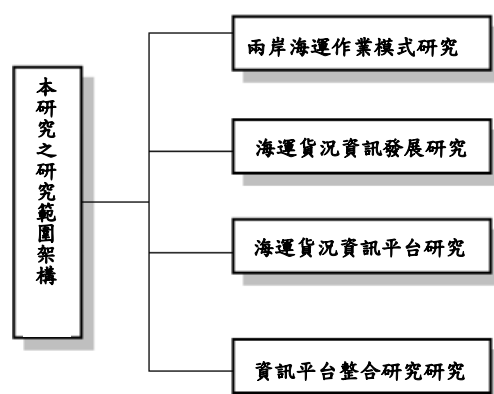 本研究之研究範圍架構
兩岸海運作業模式研究
海運貨況資訊發展研究
海運貨況資訊平台研究
資訊平台整合研究研究